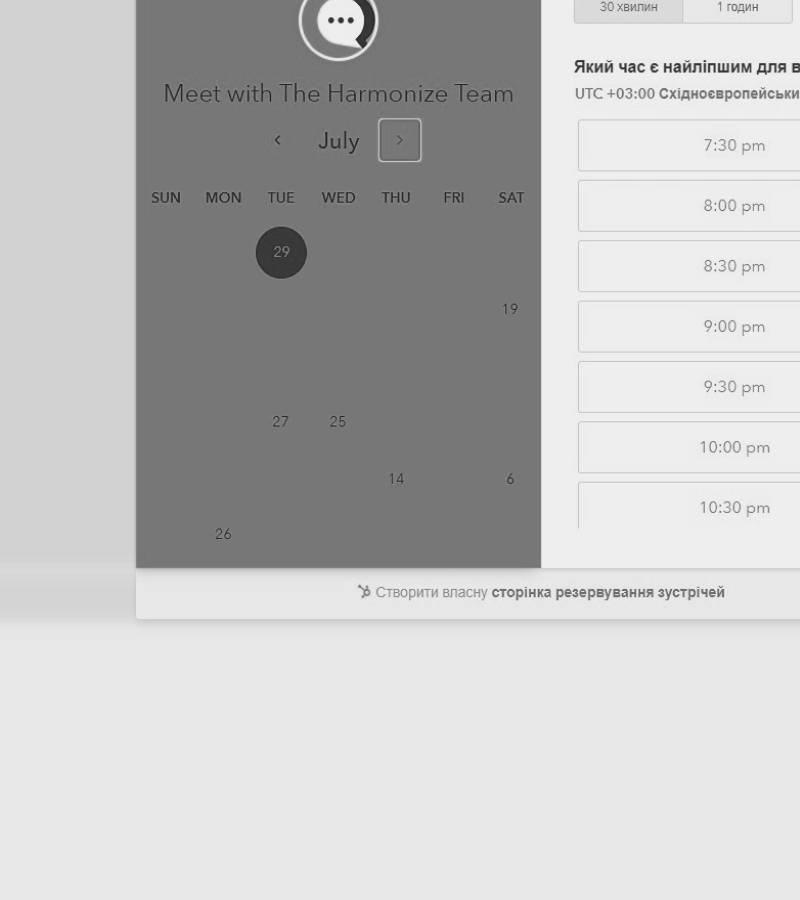 30 хвилин
1 годин
Meet with The Harmonize Team
July
SUN MON TUE WED THU FRI SAT
29
19
27 25
14 6
26
Який час є найліпшим для в
UTC +03:00 Східноєвропейськи
7:30 pm
8:00 pm
8:30 pm
9:00 pm
9:30 pm
10:00 pm
10:30 pm
Створити власну сторінка резервування зустрічей